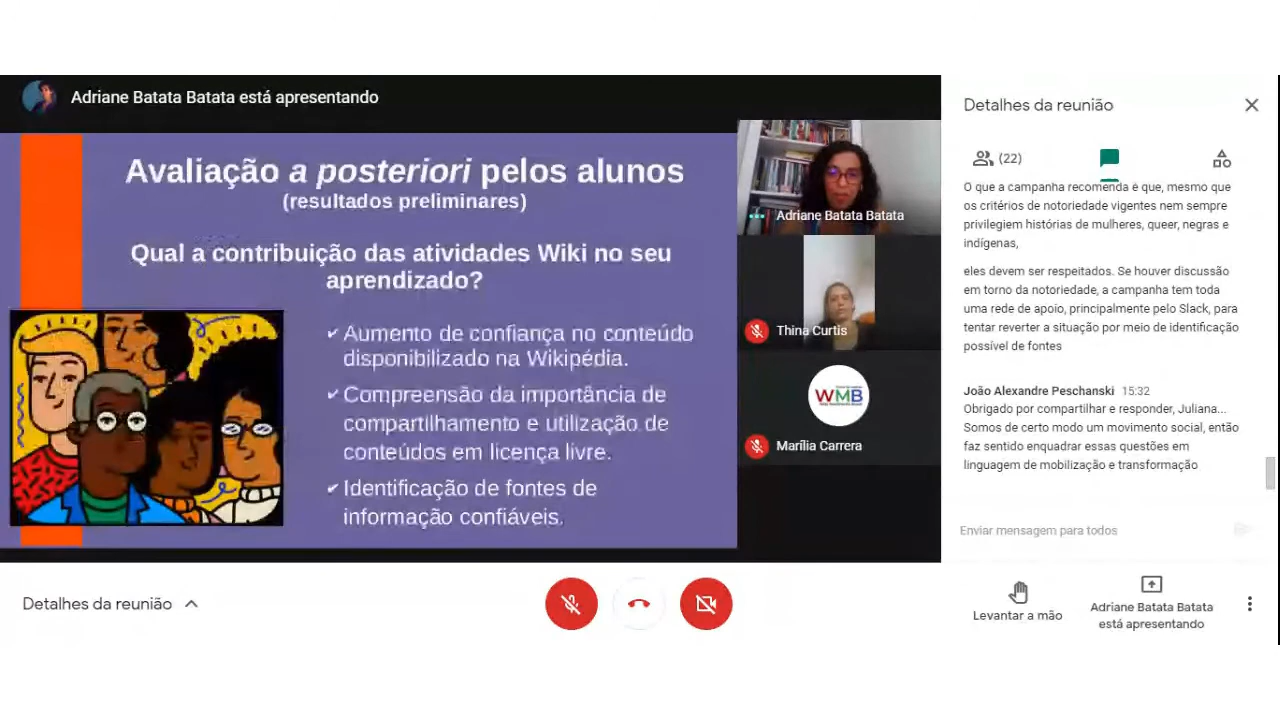 Adriane Batata Batata está apresentando
Avaliação a posteriori pelos alunos
(resultados preliminares)
Qual a contribuição das atividades Wiki no seu
aprendizado?
✔ Aumento de confiança no conteúdo
disponibilizado na Wikipédia.
✔ Compreensão da importância de
compartilhamento e utilização de
conteúdos em licença livre.
✔ Identificação de fontes de
informação confiáveis.
Adriane Batata Batata
Thina Curtis
WMB
Marília Carrera
Detalhes da reunião
(22)
O que a campanha recomenda é que, mesmo que
os critérios de notoriedade vigentes nem sempre
privilegiem histórias de mulheres, queer, negras e
indígenas,
eles devem ser respeitados. Se houver discussão
em torno da notoriedade, a campanha tem toda
uma rede de apoio, principalmente pelo Slack, para
tentar reverter a situação por meio de identificação
possível de fontes
João Alexandre Peschanski 15:32
Obrigado por compartilhar e responder, Juliana...
Somos de certo modo um movimento social, então
faz sentido enquadrar essas questões em
linguagem de mobilização e transformação
Enviar mensagem para todos
Detalhes da reunião
Levantar a mão
Adriane Batata Batata
está apresentando